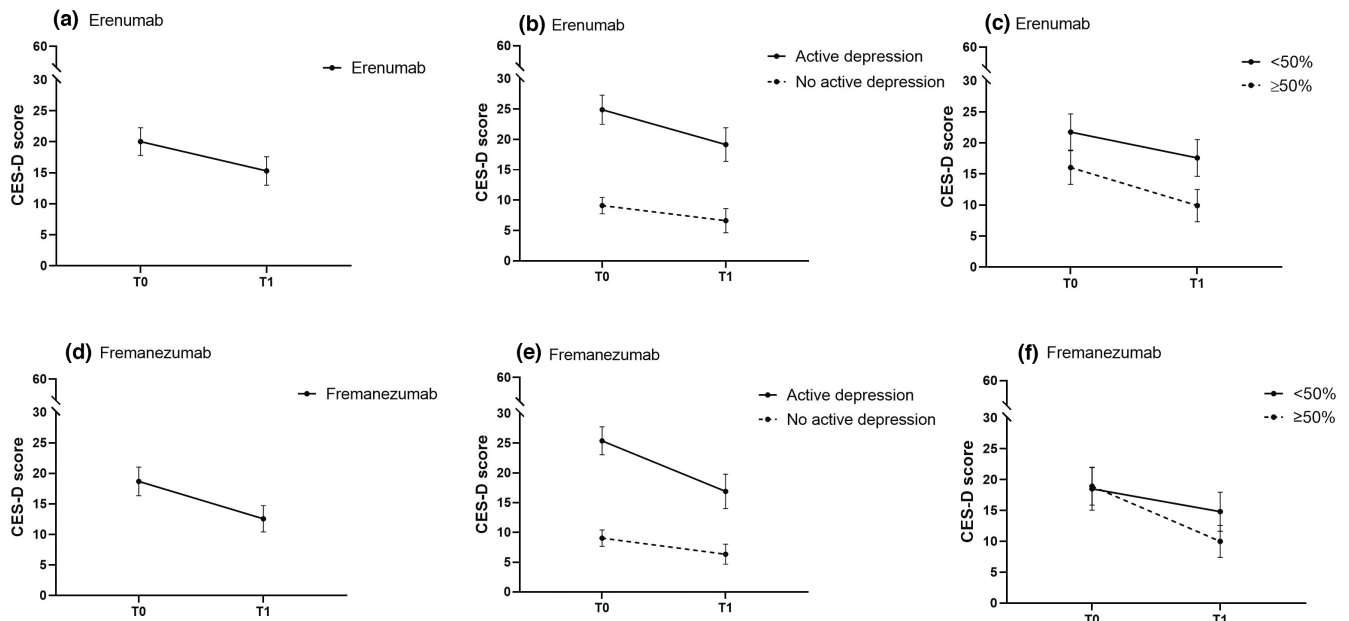 (a) Erenumab
60
30
25
20
15
10
5
0
CES-D score
T0 T1
Erenumab
(b) Erenumab
60
30
25
20
15
10
5
0
CES-D score
T0 T1
Active depression
No active depression
(c) Erenumab
60
30
25
20
15
10
5
0
CES-D score
T0 T1
<50%
≥50%
(d) Fremanezumab
60
30
25
20
15
10
5
0
CES-D score
T0 T1
Fremanezumab
(e) Fremanezumab
60
30
25
20
15
10
5
0
CES-D score
T0 T1
Active depression
No active depression
(f) Fremanezumab
60
30
25
20
15
10
5
0
CES-D score
T0 T1
<50%
≥50%